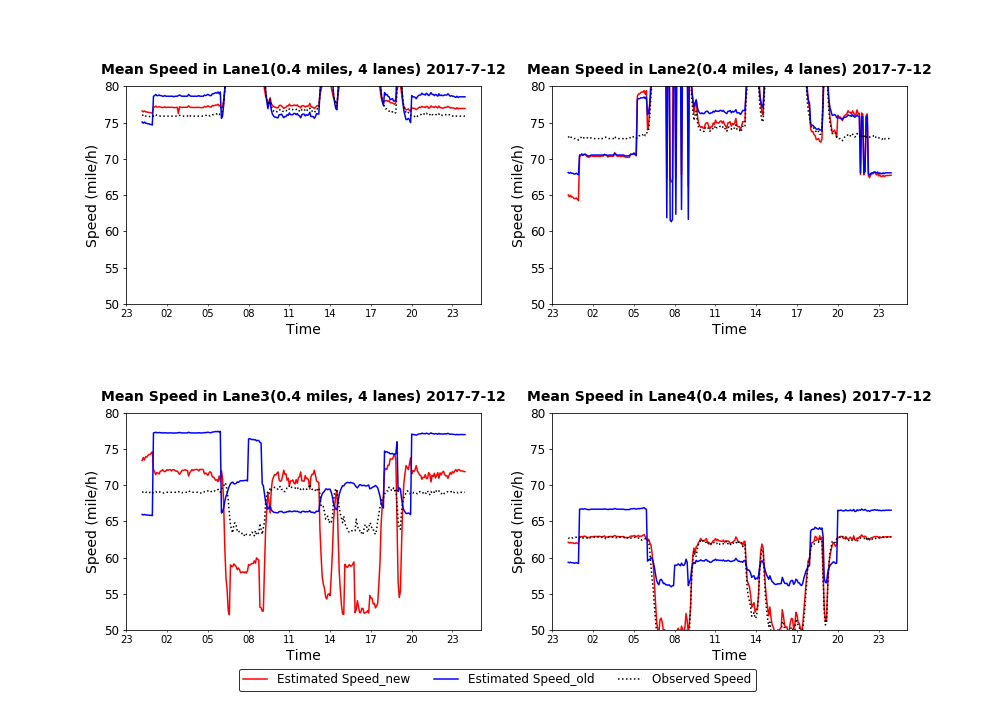 Mean Speed in Lane1(0.4 miles, 4 lanes) 2017-7-12
80
75
70
65
60
55
50
Speed (mile/h)
23 02 05 08 11 14 17 20 23
Time
Mean Speed in Lane2(0.4 miles, 4 lanes) 2017-7-12
80
75
70
65
60
55
50
Speed (mile/h)
23 02 05 08 11 14 17 20 23
Time
Mean Speed in Lane3(0.4 miles, 4 lanes) 2017-7-12
80
75
70
65
60
55
50
Speed (mile/h)
23 02 05 08 11 14 17 20 23
Time
Mean Speed in Lane4(0.4 miles, 4 lanes) 2017-7-12
80
75
70
65
60
55
50
Speed (mile/h)
23 02 05 08 11 14 17 20 23
Time
Estimated Speed_new Estimated Speed_old Observed Speed